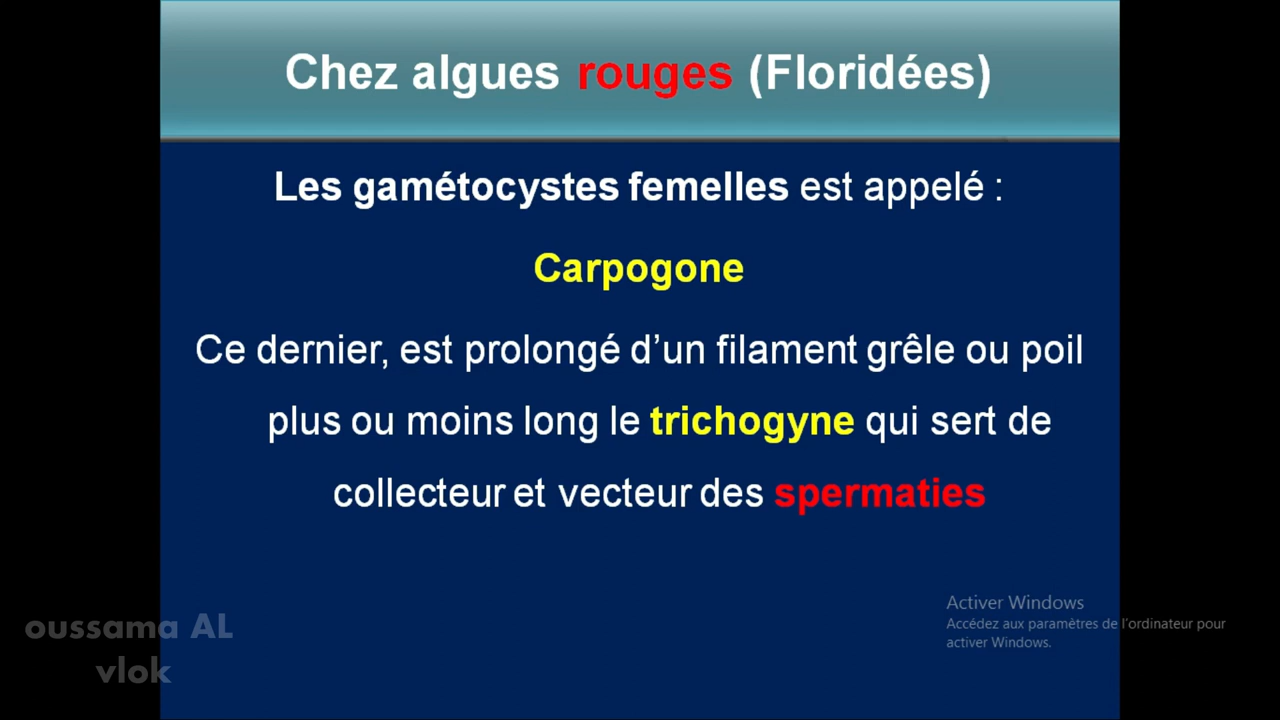 Chez algues rouges (Floridées)
Les gamétocystes femelles est appelé :
Carpogone
Ce dernier, est prolongé d’un filament grêle ou poil
plus ou moins long le trichogyne qui sert de
collecteur et vecteur des spermaties
oussama AL
vlok
Activer Windows
Accédez aux paramètres de l'ordinateur pour
activer Windows.